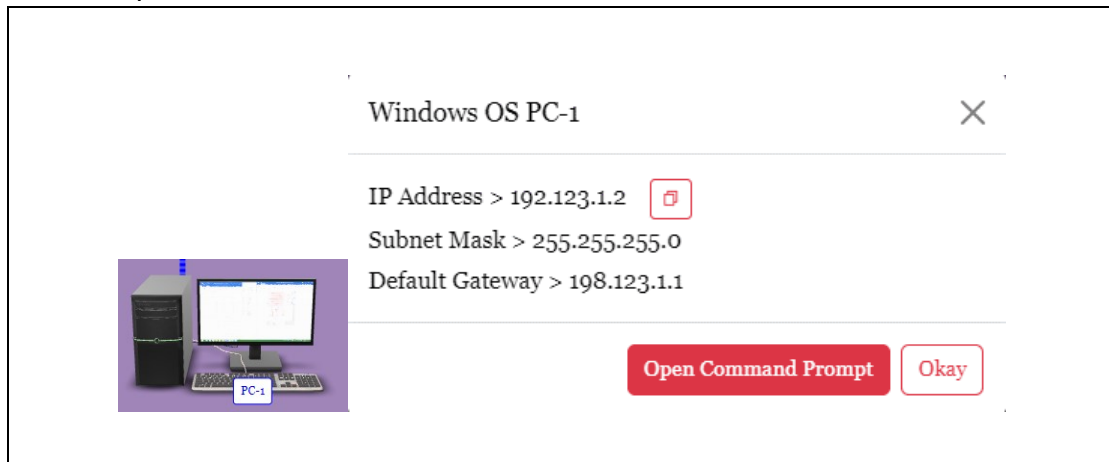 Windows OS PC-1
IP Address > 192.123.1.2
Subnet Mask > 255.255.255.0
Default Gateway > 198.123.1.1
Open Command Prompt
Okay
PC-1